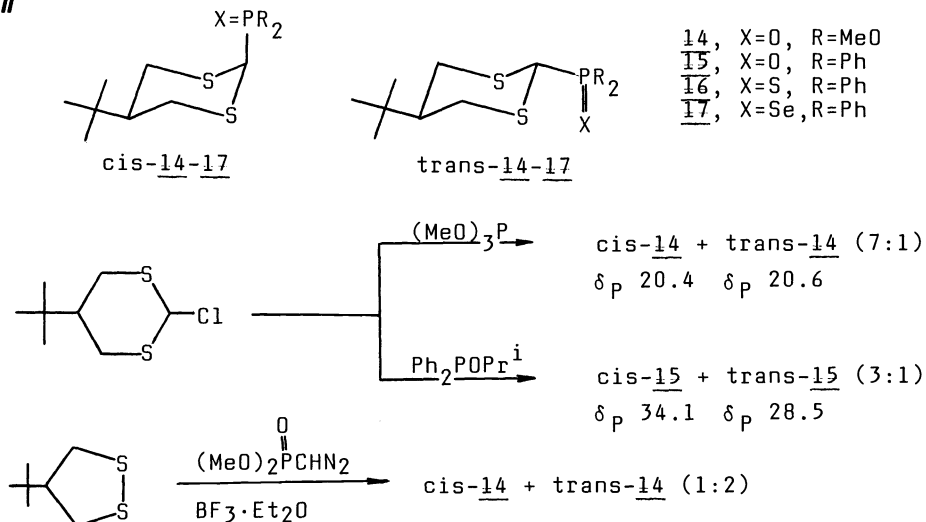 X=PR2
S
S
cis-14-17
S
S
PR2
X
trans-14-17
14, X=O, R=MeO
15, X=O, R=Ph
16, X=S, R=Ph
17, X=Se,R=Ph
S
S
Cl
(MeO)3P
cis-14 + trans-14 (7:1)
δP 20.4 δP 20.6
Ph2POPri
cis-15 + trans-15 (3:1)
δP 34.1 δP 28.5
S
S
O
(MeO)2PCHN2
BF3·Et2O
cis-14 + trans-14 (1:2)